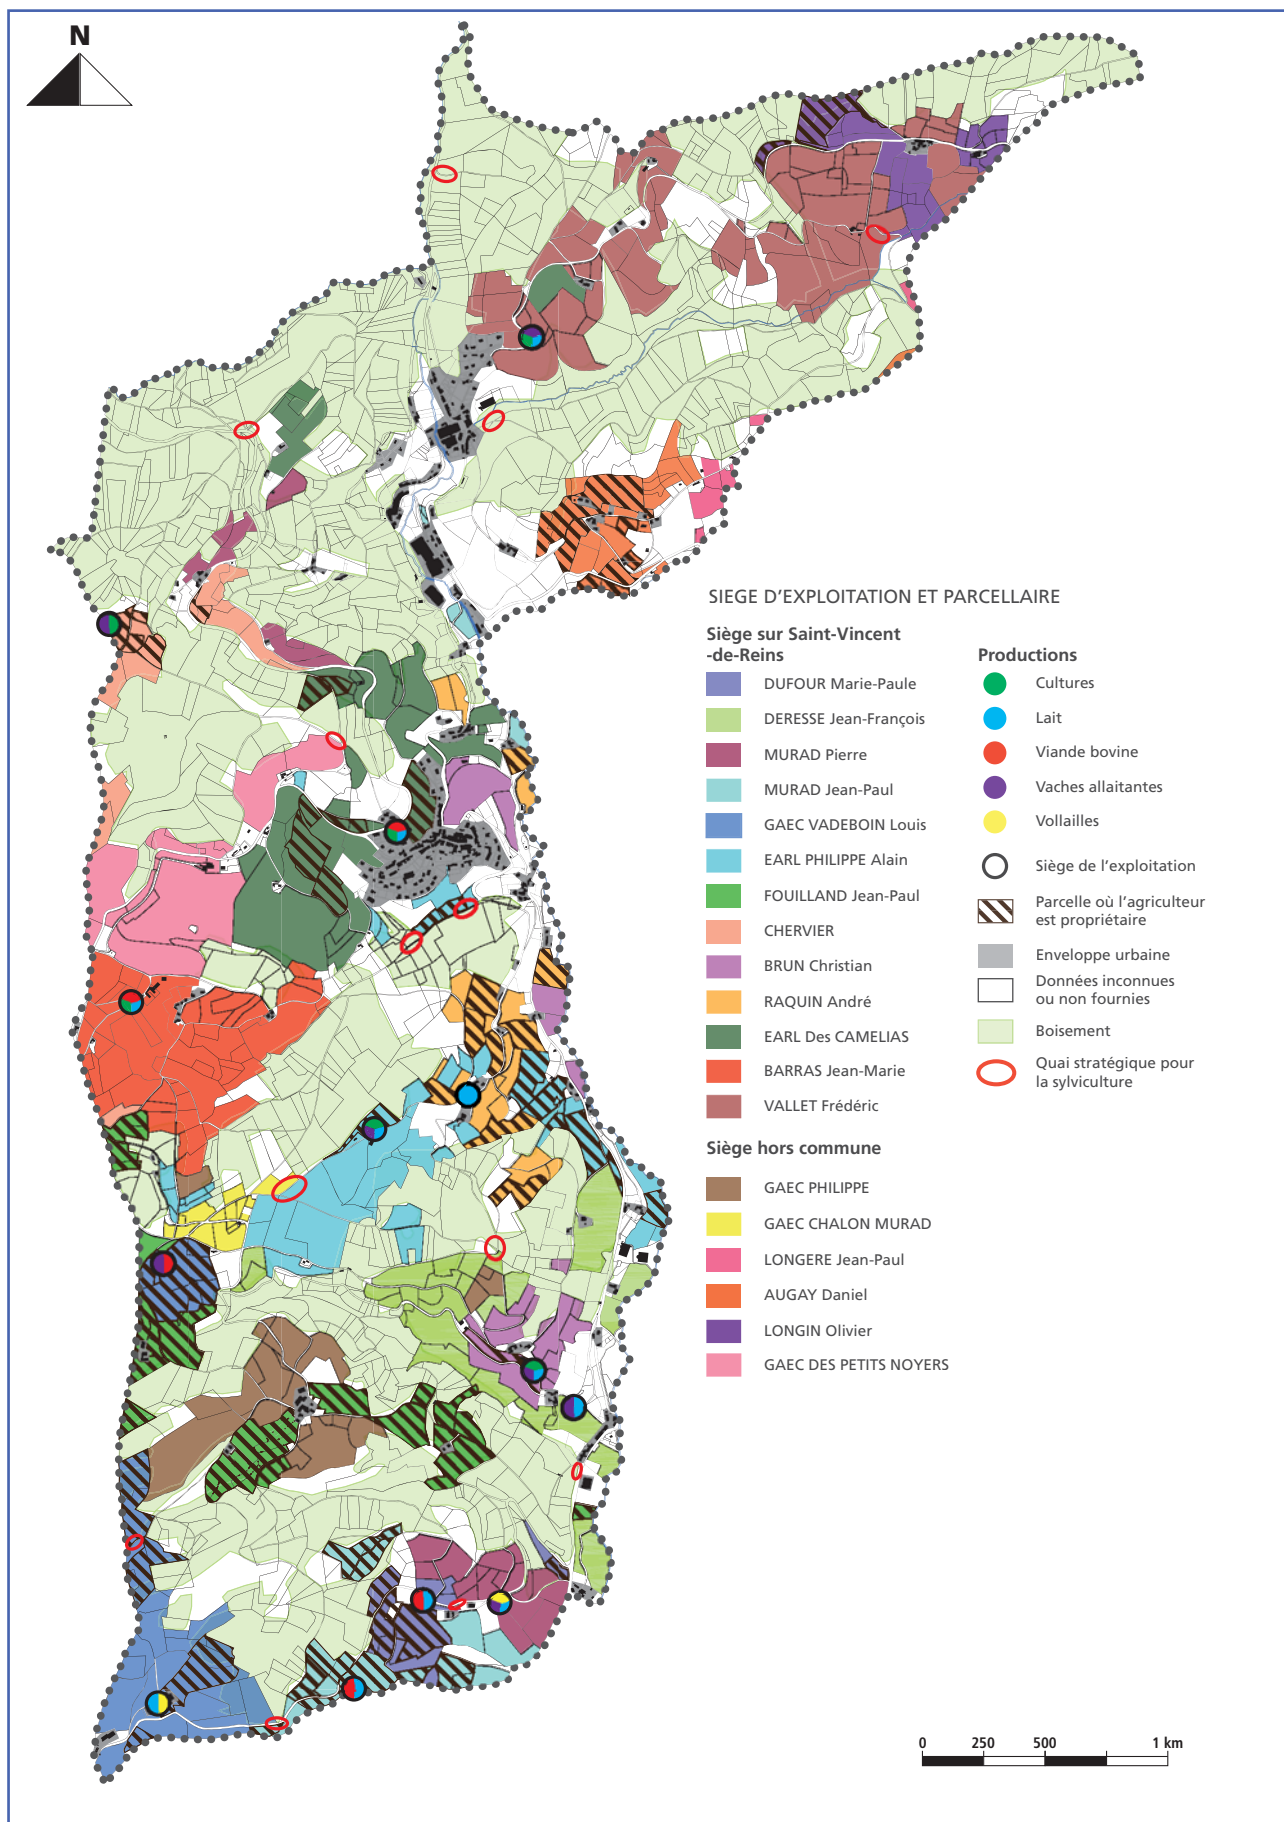 N
SIEGE D'EXPLOITATION ET PARCELLAIRE
Siège sur Saint-Vincent
-de-Reins
DUFOUR Marie-Paule
DERESSE Jean-François
MURAD Pierre
MURAD Jean-Paul
GAEC VADEBOIN Louis
EARL PHILIPPE Alain
FOUILLAND Jean-Paul
CHERVIER
BRUN Christian
RAQUIN André
EARL Des CAMELIAS
BARRAS Jean-Marie
VALLET Frédéric
Siège hors commune
GAEC PHILIPPE
GAEC CHALON MURAD
LONGERE Jean-Paul
AUGAY Daniel
LONGIN Olivier
GAEC DES PETITS NOYERS
Productions
Cultures
Lait
Viande bovine
Vaches allaitantes
Vollailles
Siège de l'exploitation
Parcelle où l'agriculteur
est propriétaire
Enveloppe urbaine
Données inconnues
ou non fournies
Boisement
Quai stratégique pour
la sylviculture
0 250 500 1 km